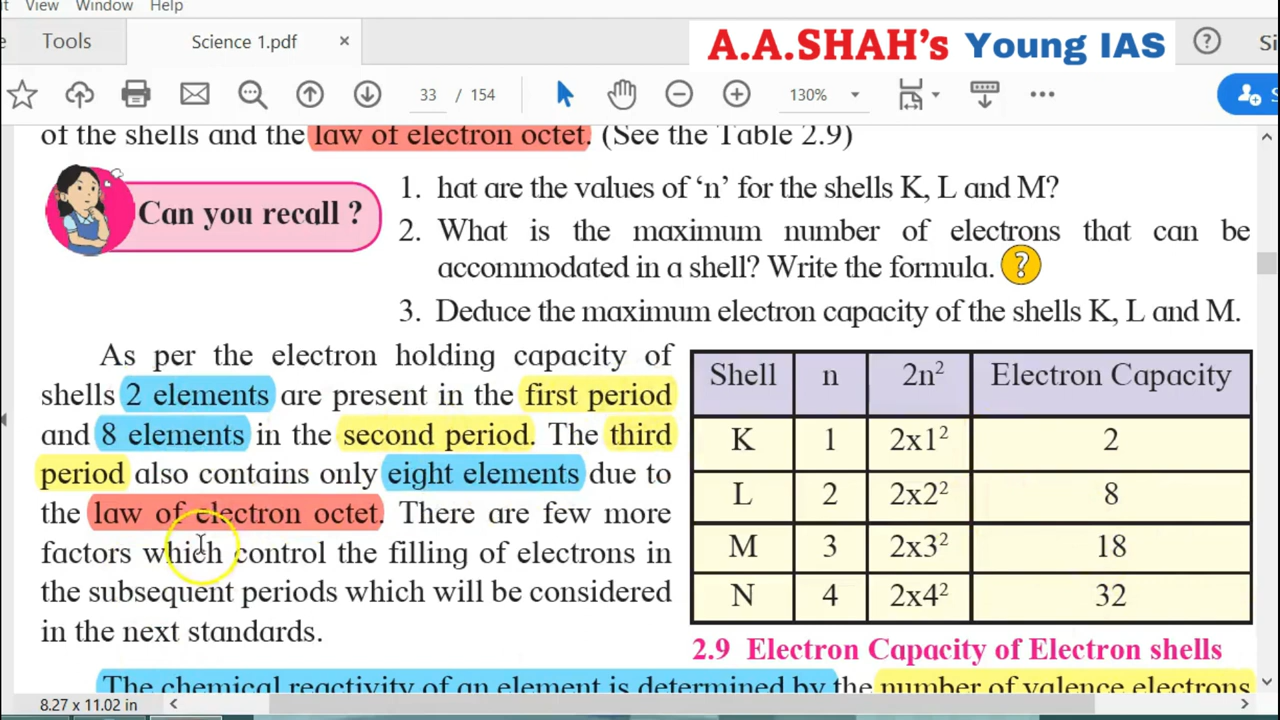 View Window Help
Tools
Science 1.pdf
×
A.A.SHAH's Young IAS
?
33 / 154
130%
of the shells and the law of electron octet. (See the Table 2.9)
Can you recall ?
1. hat are the values of ‘n’ for the shells K, L and M?
2. What is the maximum number of electrons that can be
accommodated in a shell? Write the formula. ?
3. Deduce the maximum electron capacity of the shells K, L and M.
As per the electron holding capacity of
shells 2 elements are present in the first period
and 8 elements in the second period. The third
period also contains only eight elements due to
the law of electron octet. There are few more
factors which control the filling of electrons in
the subsequent periods which will be considered
in the next standards.
Shell n 2n² Electron Capacity
K 1 2x1² 2
L 2 2x2² 8
M 3 2x3² 18
N 4 2x4² 32
2.9 Electron Capacity of Electron shells
The chemical reactivity of an element is determined by the number of valence electrons
8.27 x 11.02 in